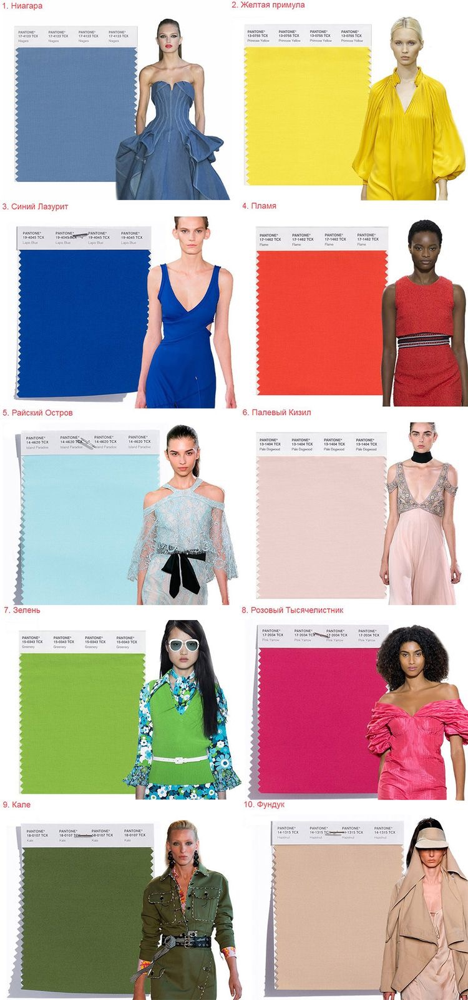 1. Ниагара
PANTONE® PANTONE® PANTONE® PANTONE®
17-4123 TCX 17-4123 TCX 17-4123 TCX 17-4123 TCX
Niagara Niagara Niagara Niagara
2. Желтая примула
PANTONE® PANTONE® PANTONE® PANTONE®
13-0755 TCX 13-0755 TCX 13-0755 TCX 13-0755 TCX
Primrose Yellow Primrose Yellow Primrose Yellow Primrose Yellow
3. Синий Лазурит
PANTONE® PANTONE® PANTONE® PANTONE®
19-4045 TCX 19-4045 TCX 19-4045 TCX 19-4045 TCX
Lapis Blue Lapis Blue Lapis Blue Lapis Blue
4. Пламя
PANTONE® PANTONE® PANTONE® PANTONE®
17-1462 TCX 17-1462 TCX 17-1462 TCX 17-1462 TCX
Flame Flame Flame Flame
5. Райский Остров
PANTONE® PANTONE® PANTONE® PANTONE®
14-4620 TCX 14-4620 TCX 14-4620 TCX 14-4620 TCX
Island Paradise Island Paradise Island Paradise Island Paradise
6. Палевый Кизил
PANTONE® PANTONE® PANTONE® PANTONE®
13-1404 TCX 13-1404 TCX 13-1404 TCX 13-1404 TCX
Pale Dogwood Pale Dogwood Pale Dogwood Pale Dogwood
7. Зелень
PANTONE® PANTONE® PANTONE® PANTONE®
15-0343 TCX 15-0343 TCX 15-0343 TCX 15-0343 TCX
Greenery Greenery Greenery Greenery
8. Розовый Тысячелистник
PANTONE® PANTONE® PANTONE® PANTONE®
17-2034 TCX 17-2034 TCX 17-2034 TCX 17-2034 TCX
Pink Yarrow Pink Yarrow Pink Yarrow Pink Yarrow
9. Кале
PANTONE® PANTONE® PANTONE® PANTONE®
18-0107 TCX 18-0107 TCX 18-0107 TCX 18-0107 TCX
Kale Kale Kale Kale
10. Фундук
PANTONE® PANTONE® PANTONE® PANTONE®
14-1315 TCX 14-1315 TCX 14-1315 TCX 14-1315 TCX
Hazelnut Hazelnut Hazelnut Hazelnut